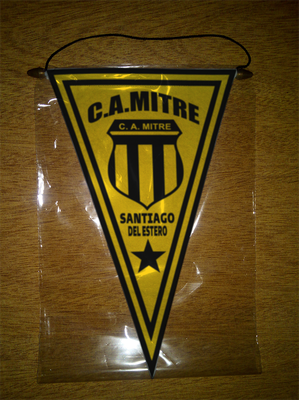 C.A.MITRE
C. A. MITRE
SANTIAGO
DEL ESTERO